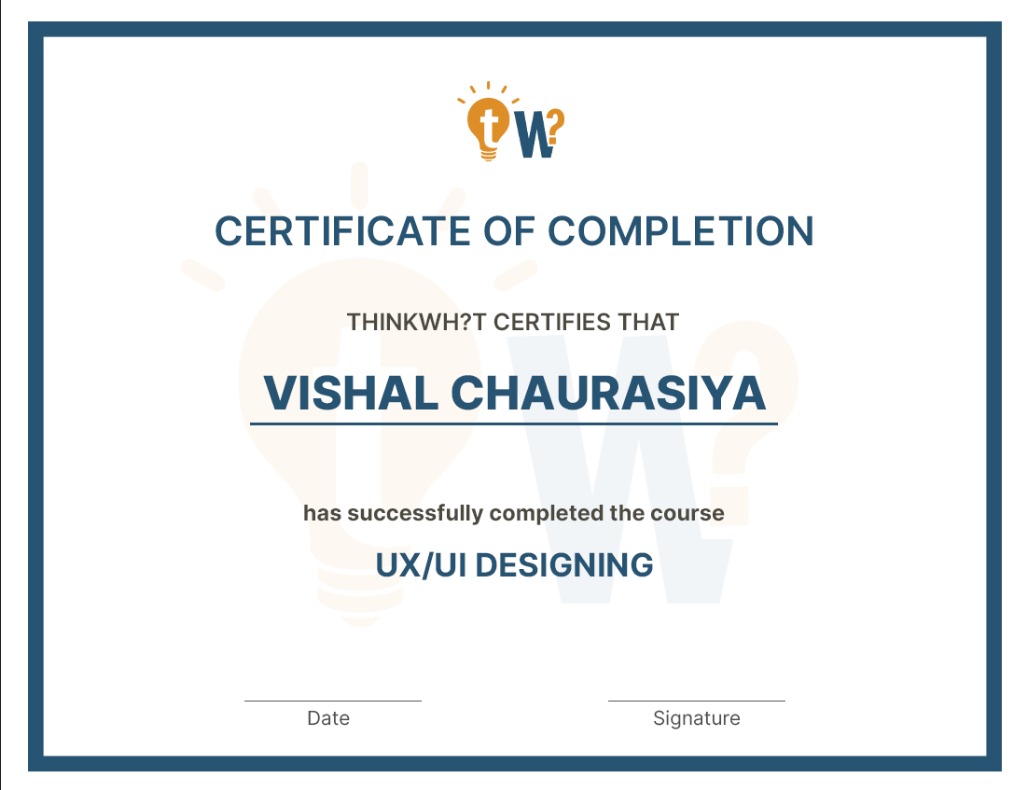 tW?
CERTIFICATE OF COMPLETION
THINKWH?T CERTIFIES THAT
VISHAL CHAURASIYA
has successfully completed the course
UX/UI DESIGNING
Date
Signature